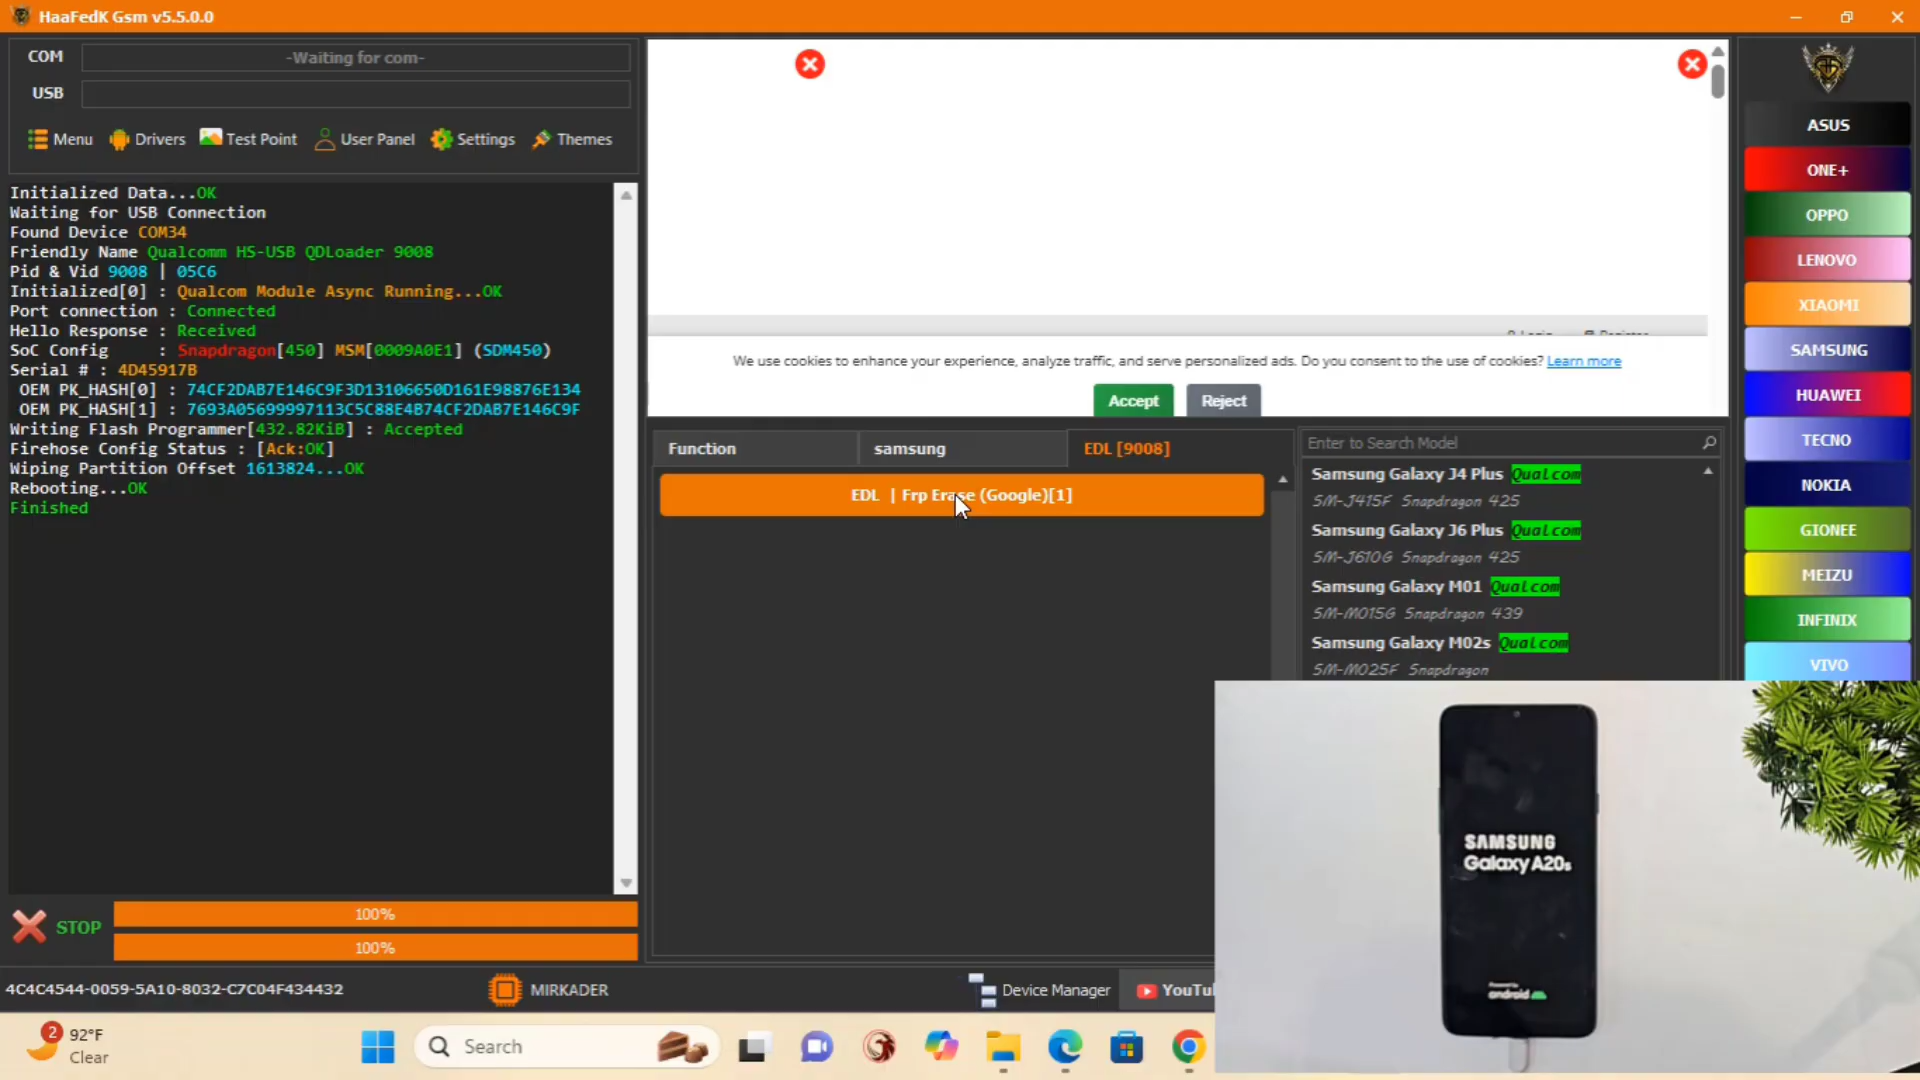 HaaFedK Gsm v5.5.0.0
COM
-Waiting for com-
USB
Menu
Drivers
Test Point
User Panel
Settings
Themes
Initialized Data...OK
Waiting for USB Connection
Found Device COM34
Friendly Name Qualcomm HS-USB QDLoader 9008
Pid & Vid 9008 | 05C6
Initialized[0] : Qualcom Module Async Running...OK
Port connection : Connected
Hello Response : Received
SoC Config : Snapdragon[450] MSM[0009A0E1] (SDM450)
Serial # : 4D45917B
OEM PK_HASH[0] : 74CF2DAB7E146C9F3D13106650D161E98876E134
OEM PK_HASH[1] : 7693A05699997113C5C88E4B74CF2DAB7E146C9F
Writing Flash Programmer[432.82KiB] : Accepted
Firehose Config Status : [Ack:OK]
Wiping Partition Offset 1613824...OK
Rebooting...OK
Finished
STOP
100%
100%
We use cookies to enhance your experience, analyze traffic, and serve personalized ads. Do you consent to the use of cookies? Learn more
Accept
Reject
Function
samsung
EDL [9008]
EDL | Frp Erase (Google)[1]
Enter to Search Model
Samsung Galaxy J4 Plus Qualcom
SM-J415F Snapdragon 425
Samsung Galaxy J6 Plus Qualcom
SM-J610G Snapdragon 425
Samsung Galaxy M01 Qualcom
SM-M015G Snapdragon 439
Samsung Galaxy M02s Qualcom
SM-M025F Snapdragon
ASUS
ONE+
OPPO
LENOVO
XIAOMI
SAMSUNG
HUAWEI
TECNO
NOKIA
GIONEE
MEIZU
INFINIX
VIVO
SAMSUNG
Galaxy A20s
Powered by
android
4C4C4544-0059-5A10-8032-C7C04F434432
MIRKADER
Device Manager
YouTu
2
92°F
Clear
Search